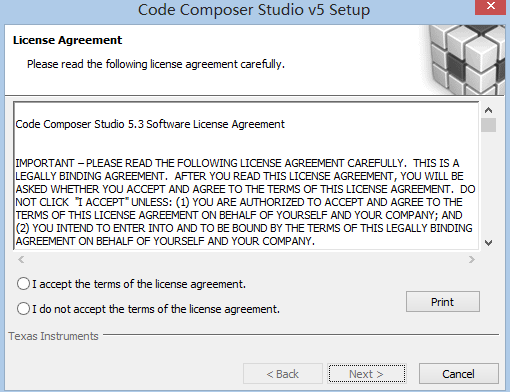 Code Composer Studio v5 Setup
License Agreement
Please read the following license agreement carefully.
Code Composer Studio 5.3 Software License Agreement
IMPORTANT – PLEASE READ THE FOLLOWING LICENSE AGREEMENT CAREFULLY.  THIS IS A
LEGALLY BINDING AGREEMENT.  AFTER YOU READ THIS LICENSE AGREEMENT, YOU WILL BE
ASKED WHETHER YOU ACCEPT AND AGREE TO THE TERMS OF THIS LICENSE AGREEMENT.  DO
NOT CLICK  "I ACCEPT" UNLESS: (1) YOU ARE AUTHORIZED TO ACCEPT AND AGREE TO THE
TERMS OF THIS LICENSE AGREEMENT ON BEHALF OF YOURSELF AND YOUR COMPANY; AND
(2) YOU INTEND TO ENTER INTO AND TO BE BOUND BY THE TERMS OF THIS LEGALLY BINDING
AGREEMENT ON BEHALF OF YOURSELF AND YOUR COMPANY.
I accept the terms of the license agreement.
I do not accept the terms of the license agreement.
Print
Texas Instruments
< Back
Next >
Cancel